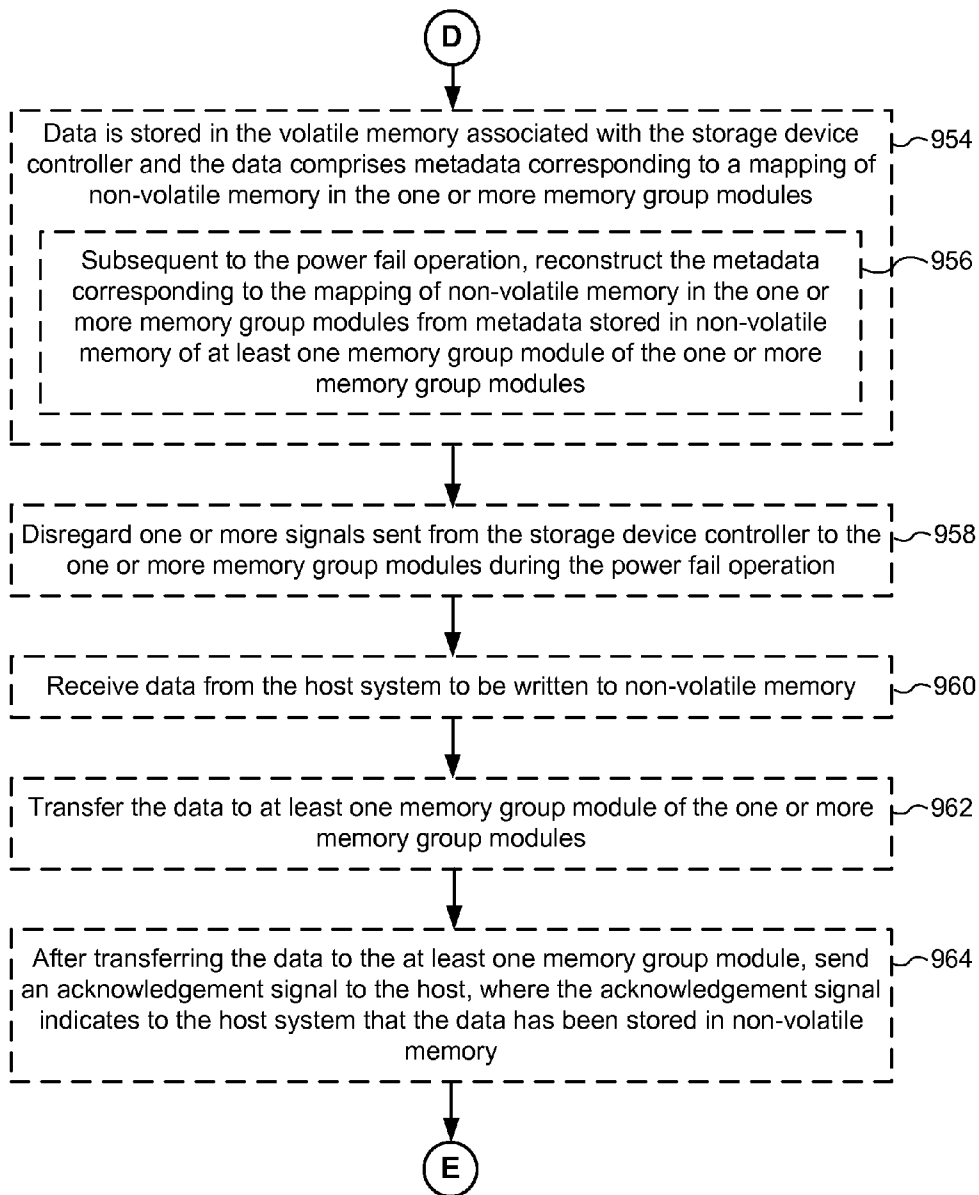 D
Data is stored in the volatile memory associated with the storage device
controller and the data comprises metadata corresponding to a mapping of
non-volatile memory in the one or more memory group modules
954
Subsequent to the power fail operation, reconstruct the metadata
corresponding to the mapping of non-volatile memory in the one or
more memory group modules from metadata stored in non-volatile
memory of at least one memory group module of the one or more
memory group modules
956
Disregard one or more signals sent from the storage device controller to the
one or more memory group modules during the power fail operation
958
Receive data from the host system to be written to non-volatile memory
960
Transfer the data to at least one memory group module of the one or more
memory group modules
962
After transferring the data to the at least one memory group module, send
an acknowledgement signal to the host, where the acknowledgement signal
indicates to the host system that the data has been stored in non-volatile
memory
964
E